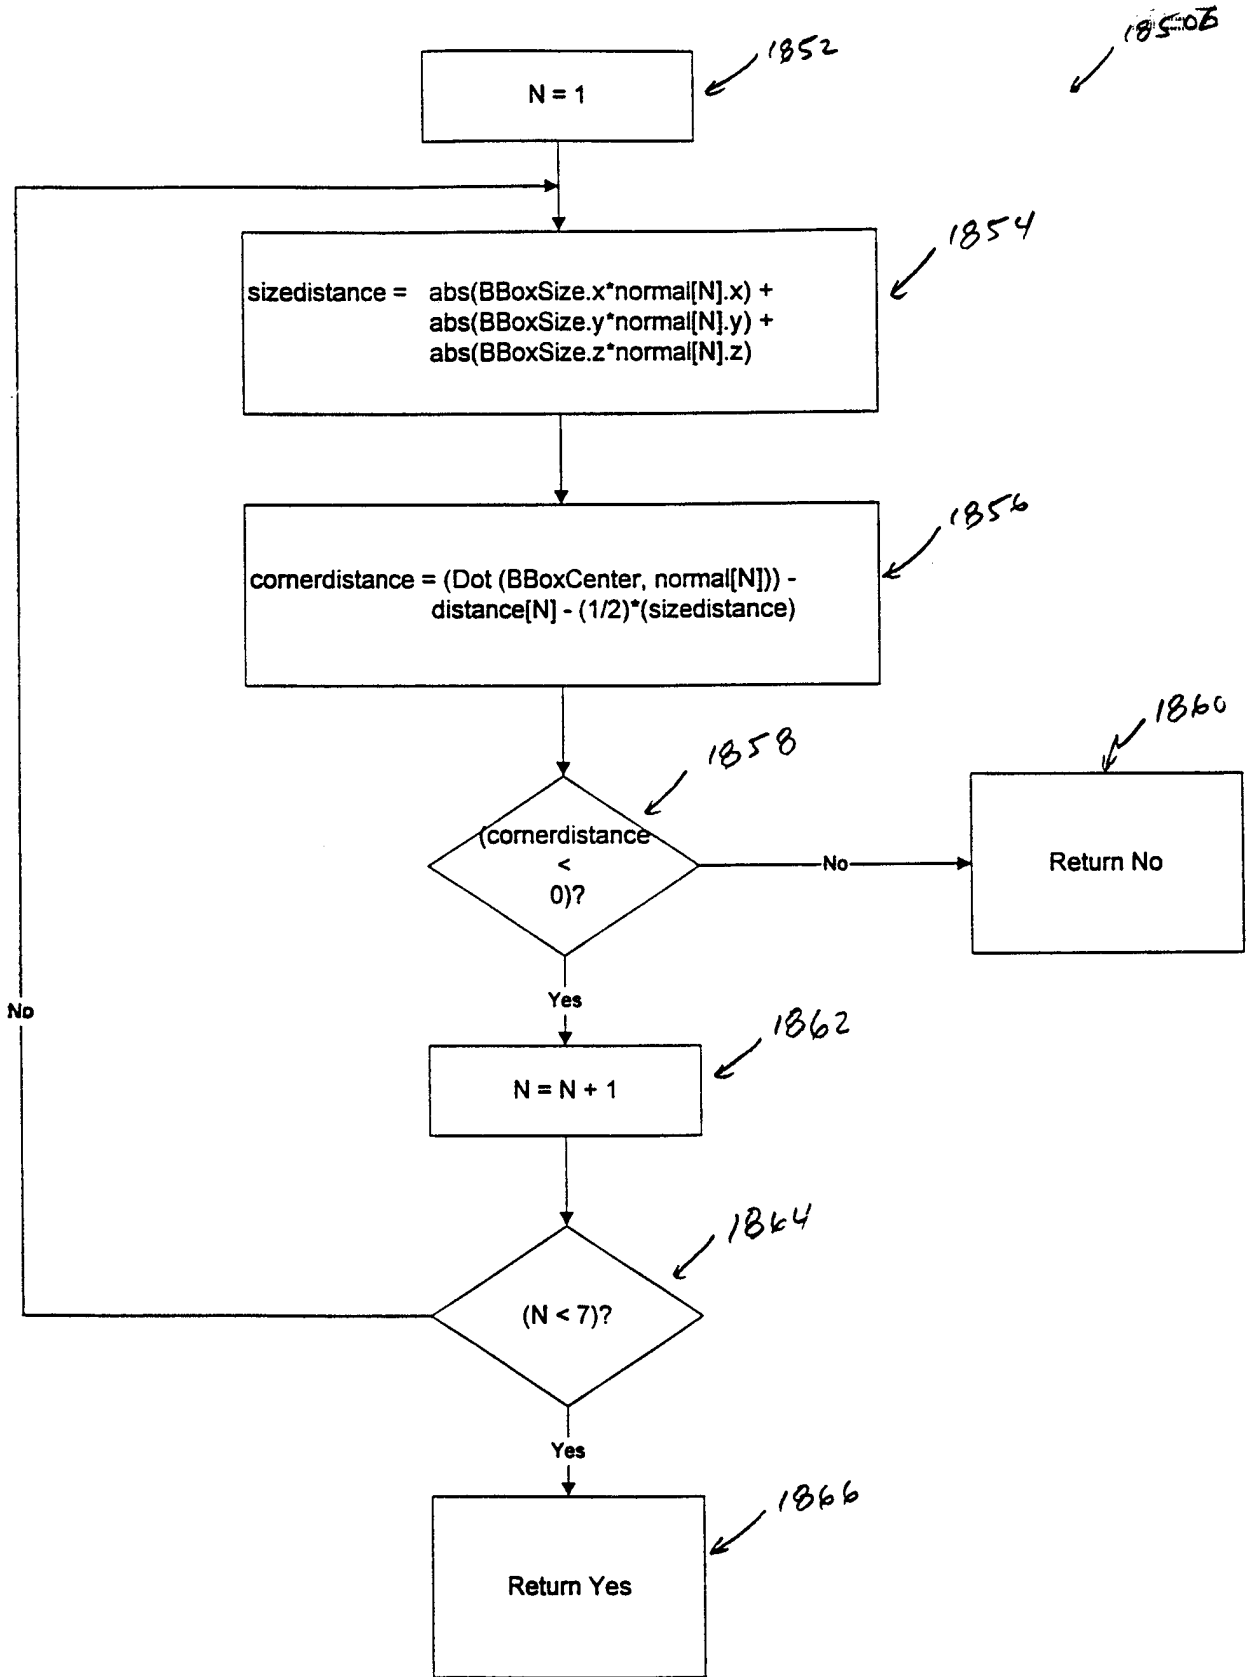 1852
N = 1
1854
sizedistance = abs(BBoxSize.x*normal[N].x) +
abs(BBoxSize.y*normal[N].y) +
abs(BBoxSize.z*normal[N].z)
1856
cornerdistance = (Dot (BBoxCenter, normal[N])) -
distance[N] - (1/2)*(sizedistance)
1858
(cornerdistance
<
0)?
No
1860
Return No
Yes
No
1862
N = N + 1
1864
(N < 7)?
Yes
1866
Return Yes